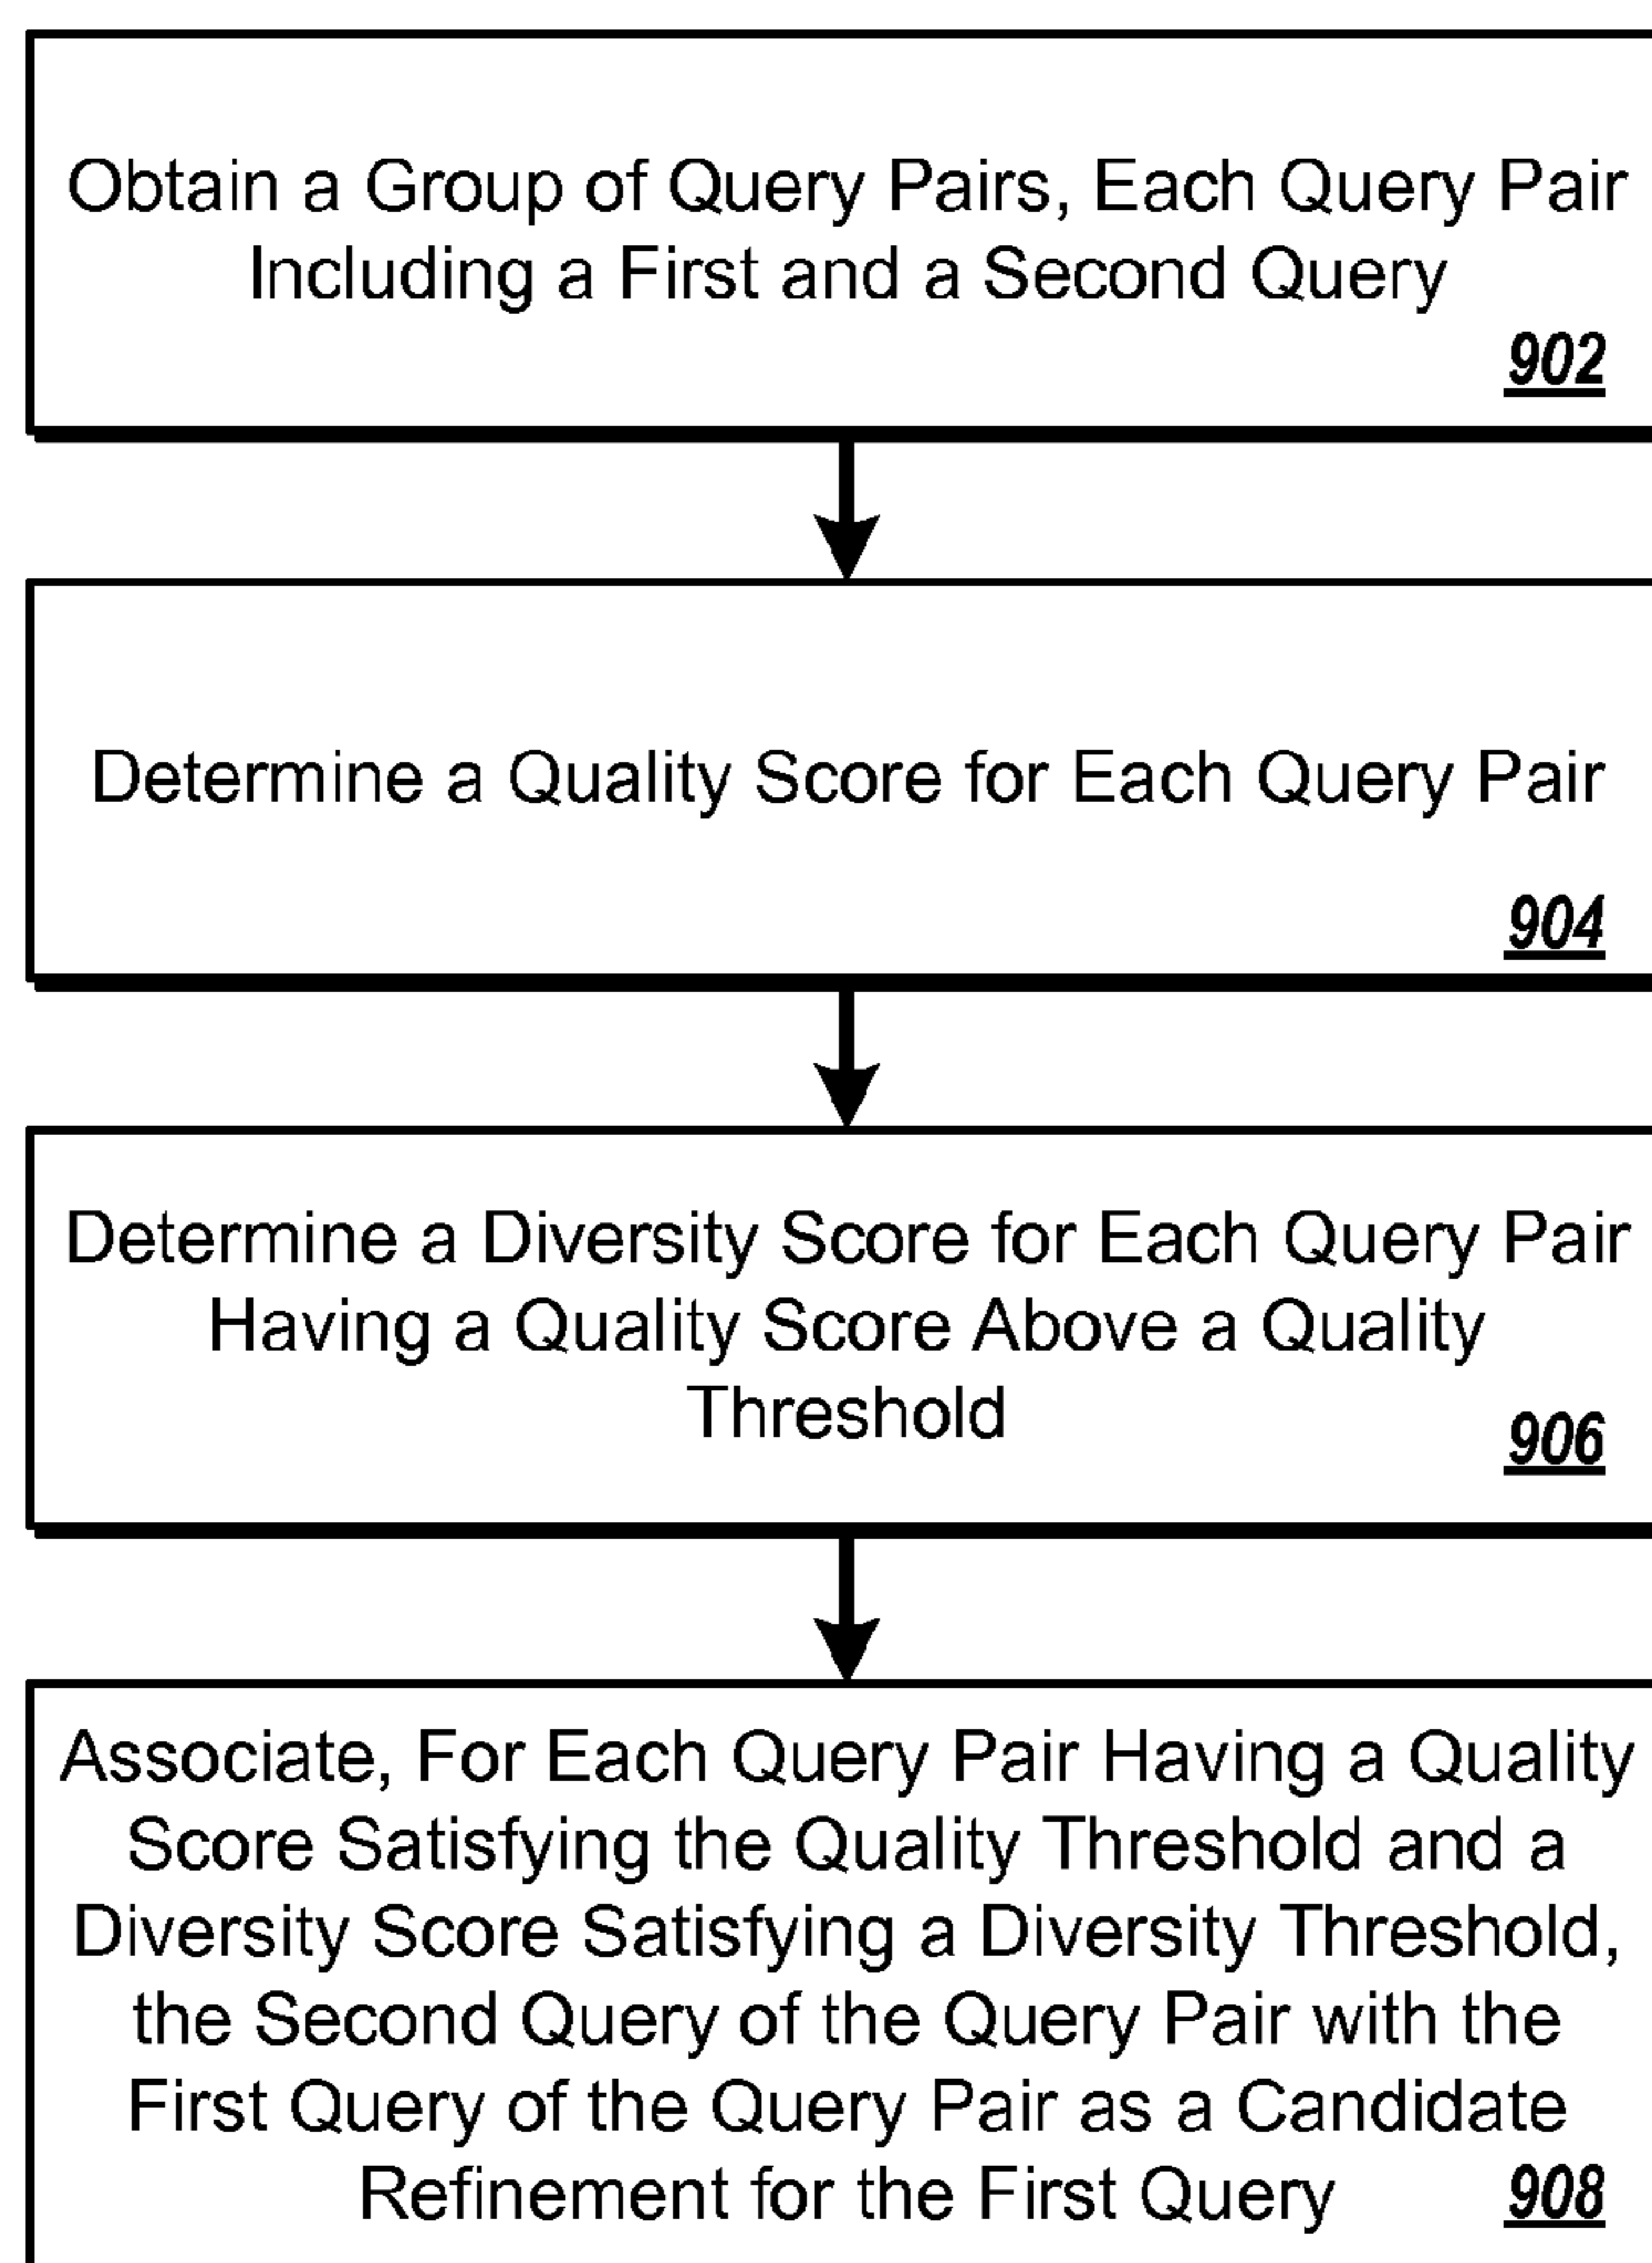 Obtain a Group of Query Pairs, Each Query Pair
Including a First and a Second Query
902
Determine a Quality Score for Each Query Pair
904
Determine a Diversity Score for Each Query Pair
Having a Quality Score Above a Quality
Threshold
906
Associate, For Each Query Pair Having a Quality
Score Satisfying the Quality Threshold and a
Diversity Score Satisfying a Diversity Threshold,
the Second Query of the Query Pair with the
First Query of the Query Pair as a Candidate
Refinement for the First Query
908